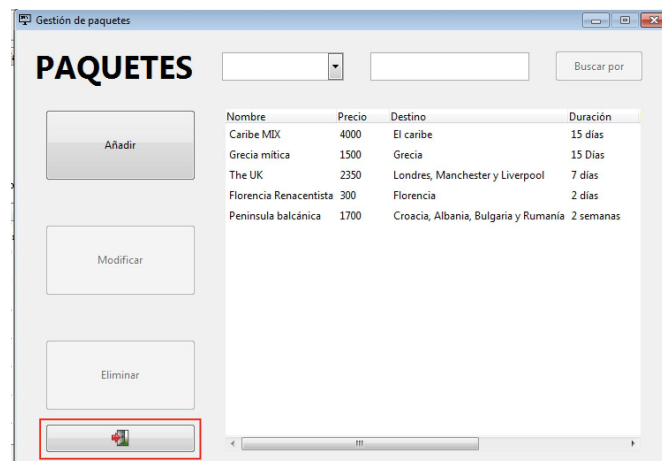 Gestión de paquetes
PAQUETES
Buscar por
Añadir
Modificar
Eliminar
Nombre Precio Destino Duración
Caribe MIX 4000 El caribe 15 días
Grecia mítica 1500 Grecia 15 Días
The UK 2350 Londres, Manchester y Liverpool 7 días
Florencia Renacentista 300 Florencia 2 días
Peninsula balcánica 1700 Croacia, Albania, Bulgaria y Rumanía 2 semanas